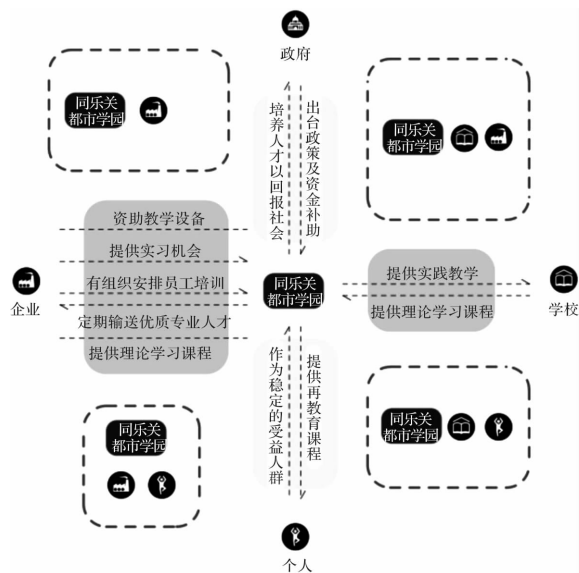 政府
同乐关
都市学园
同乐关
都市学园
培养人才以回报社会
出台政策及资金补助
资助教学设备
提供实习机会
有组织安排员工培训
定期输送优质专业人才
提供理论学习课程
企业
同乐关
都市学园
提供实践教学
提供理论学习课程
学校
作为稳定的受益人群
提供再教育课程
同乐关
都市学园
同乐关
都市学园
个人